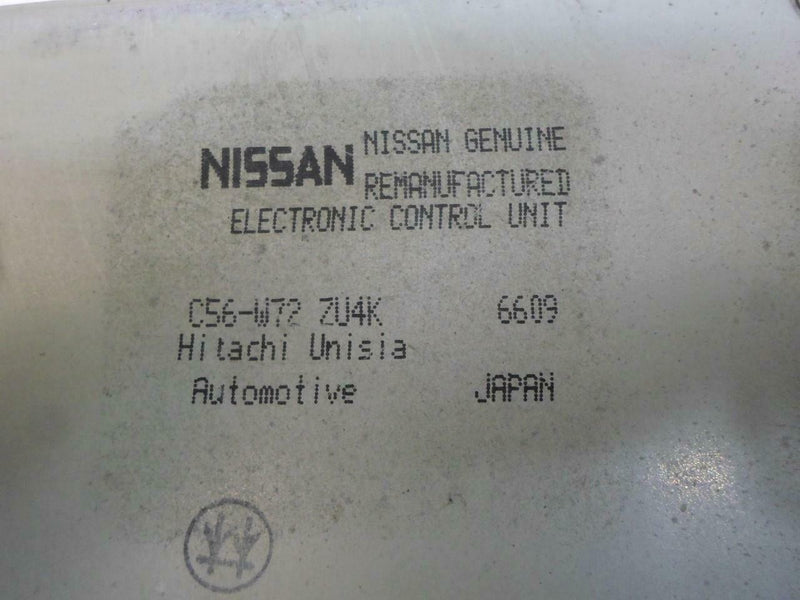 NISSAN NISSAN GENUINE
REMANUFACTURED
ELECTRONIC CONTROL UNIT
C56-W72 ZU4K 6609
Hitachi Unisia
Automotive JAPAN